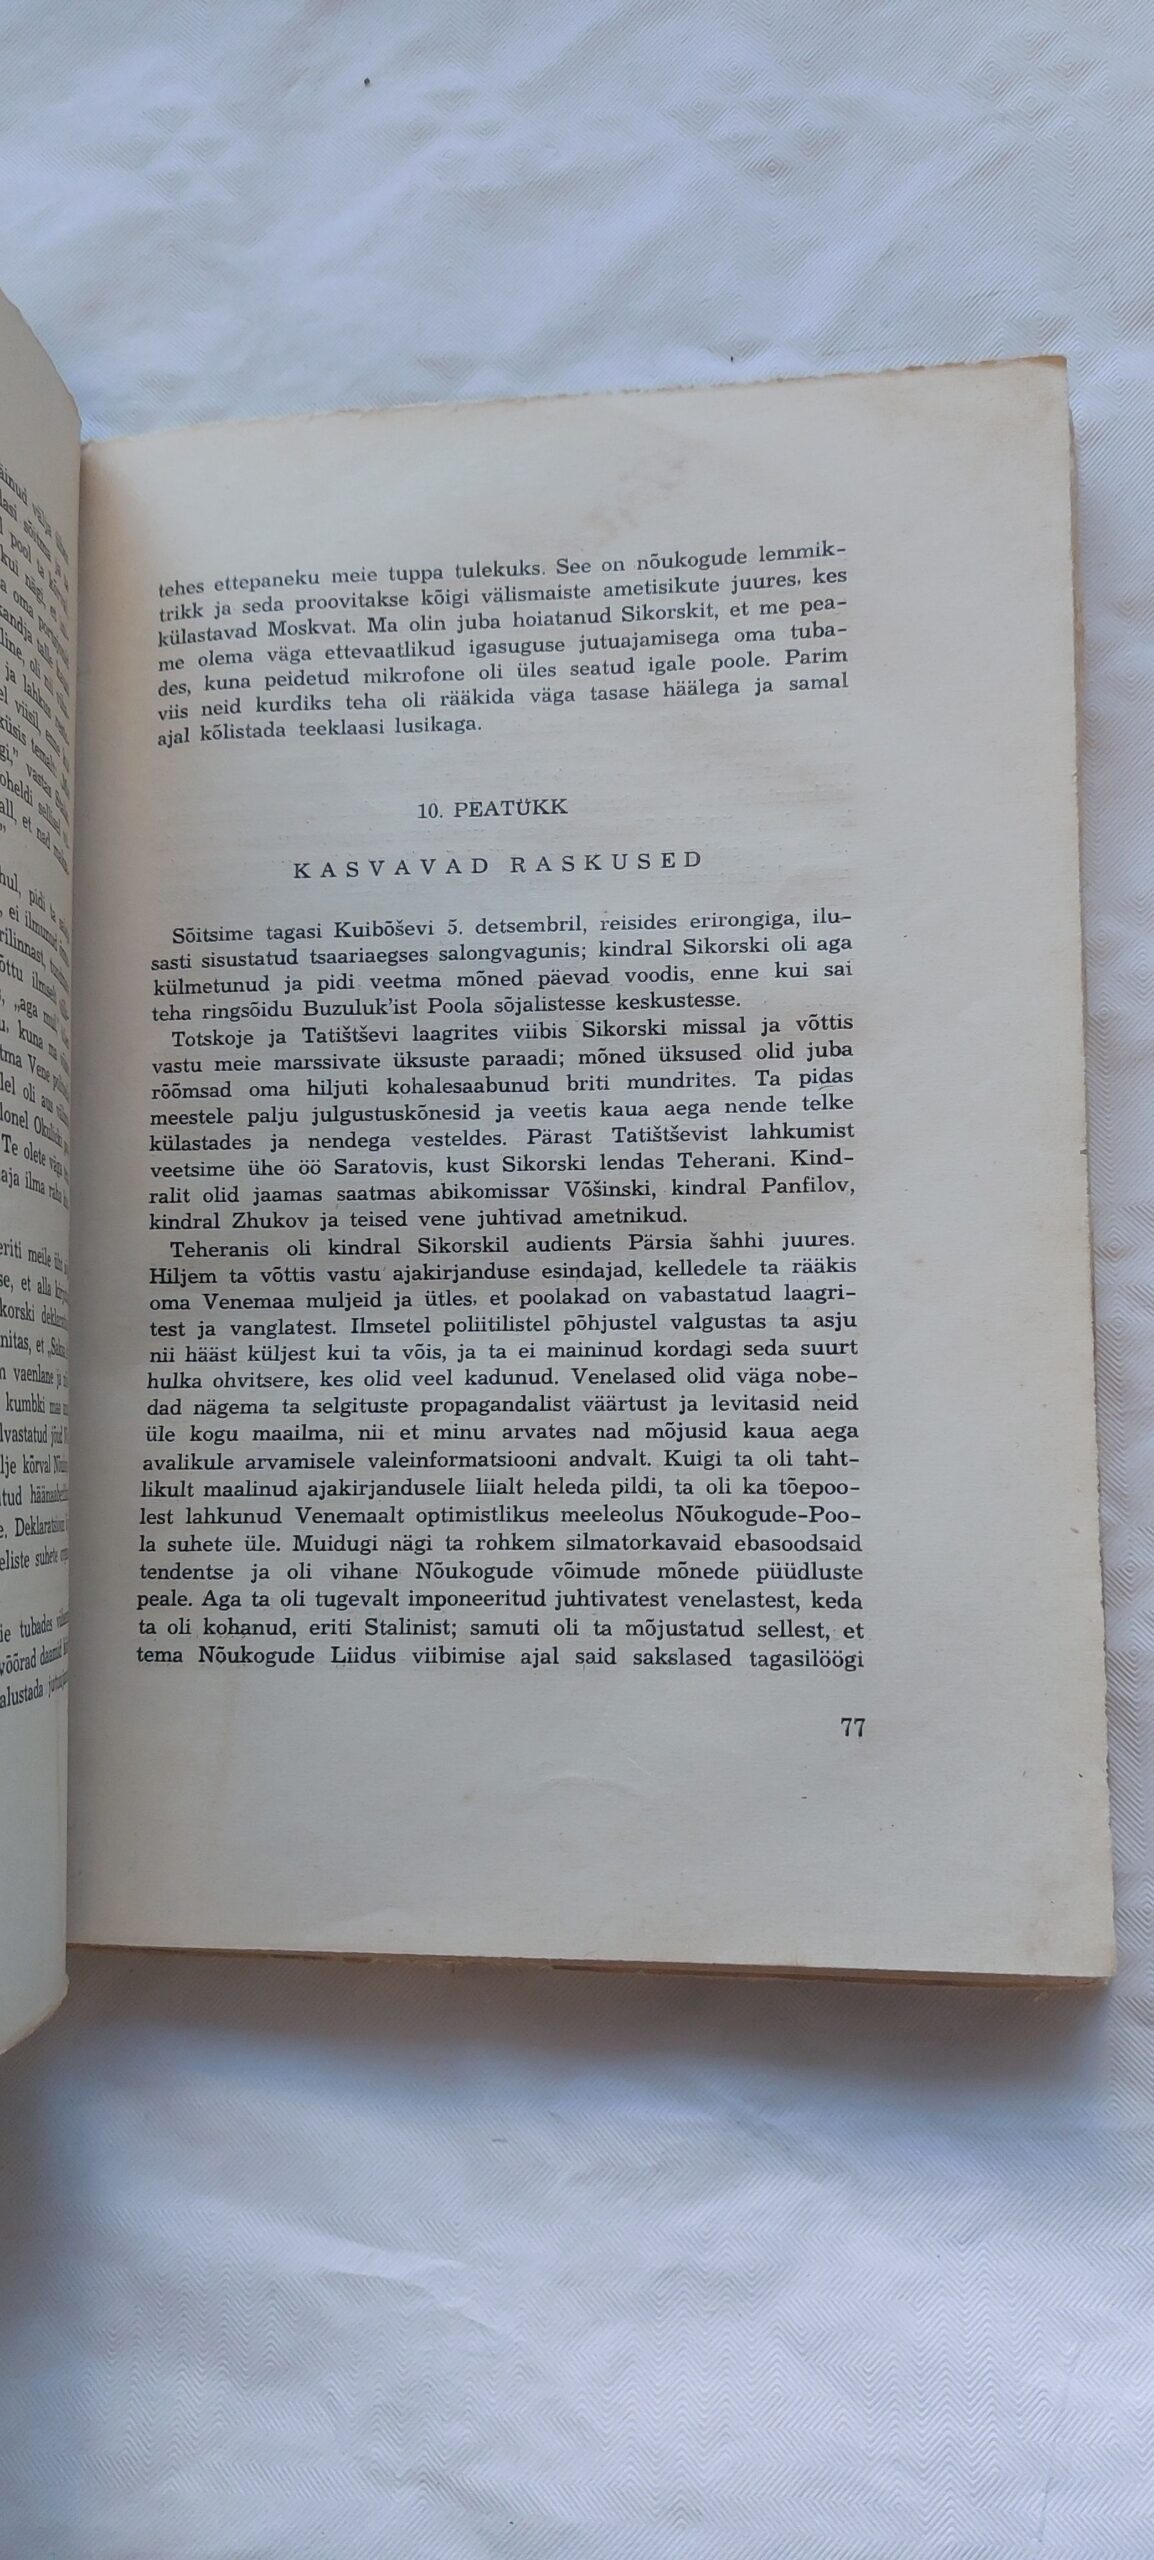 tehes ettepaneku meie tuppa tulekuks. See on nõukogude lemmik-
trikk ja seda proovitakse kõigi välismaiste ametisikute juures, kes
külastavad Moskvat. Ma olin juba hoiatanud Sikorskit, et me pea-
me olema väga ettevaatlikud igasuguse jutuajamisega oma tuba-
des, kuna peidetud mikrofone oli üles seatud igale poole. Parim
viis neid kurdiks teha oli rääkida väga tasase häälega ja samal
ajal kõlistada teeklaasi lusikaga.
10. PEATÜKK
KASVAVAD RASKUSED
Sõitsime tagasi Kuibõševi 5. detsembril, reisides erirongiga, ilu-
sasti sisustatud tsaariaegses salongvagunis; kindral Sikorski oli aga
külmetunud ja pidi veetma mõned päevad voodis, enne kui sai
teha ringsõidu Buzuluk'ist Poola sõjalistesse keskustesse.
Totskoje ja Tatištševi laagrites viibis Sikorski missal ja võttis
vastu meie marssivate üksuste paraadi; mõned üksused olid juba
rõõmsad oma hiljuti kohalesaabunud briti mundrites. Ta pidas
meestele palju julgustuskõnesid ja veetis kaua aega nende telke
külastades ja nendega vesteldes. Pärast Tatištševist lahkumist
veetsime ühe öö Saratovis, kust Sikorski lendas Teherani. Kind-
ralit olid jaamas saatmas abikomissar Võšinski, kindral Panfilov,
kindral Zhukov ja teised vene juhtivad ametnikud.
Teheranis oli kindral Sikorskil audients Pärsia šahhi juures.
Hiljem ta võttis vastu ajakirjanduse esindajad, kelledele ta rääkis
oma Venemaa muljeid ja ütles, et poolakad on vabastatud laagri-
test ja vanglatest. Ilmsetel poliitilistel põhjustel valgustas ta asju
nii hääst küljest kui ta võis, ja ta ei maininud kordagi seda suurt
hulka ohvitsere, kes olid veel kadunud. Venelased olid väga nobe-
dad nägema ta selgituste propagandalist väärtust ja levitasid neid
üle kogu maailma, nii et minu arvates nad mõjusid kaua aega
avalikule arvamisele valeinformatsiooni andvalt. Kuigi ta oli taht-
likult maalinud ajakirjandusele liialt heleda pildi, ta oli ka tõepoo-
lest lahkunud Venemaalt optimistlikus meeleolus Nõukogude-Poo-
la suhete üle. Muidugi nägi ta rohkem silmatorkavaid ebasoodsaid
tendentse ja oli vihane Nõukogude võimude mõnede püüdluste
peale. Aga ta oli tugevalt imponeeritud juhtivatest venelastest, keda
ta oli kohanud, eriti Stalinist; samuti oli ta mõjustatud sellest, et
tema Nõukogude Liidus viibimise ajal said sakslased tagasilöögi
77